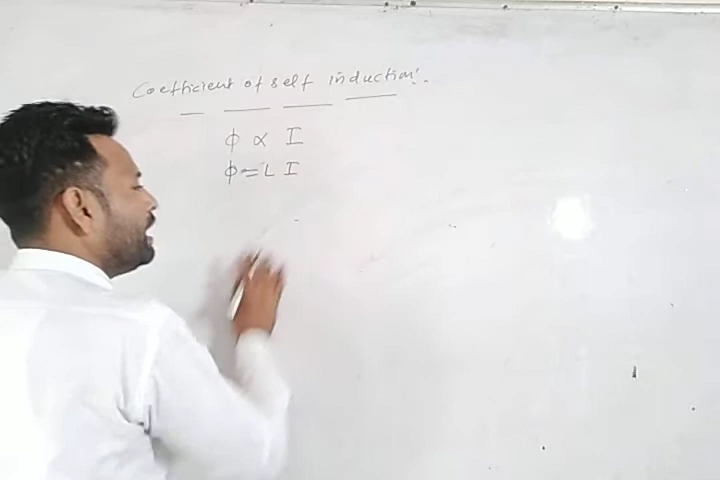 Coefficient of self induction:-
ϕ ∝ I
ϕ = L I